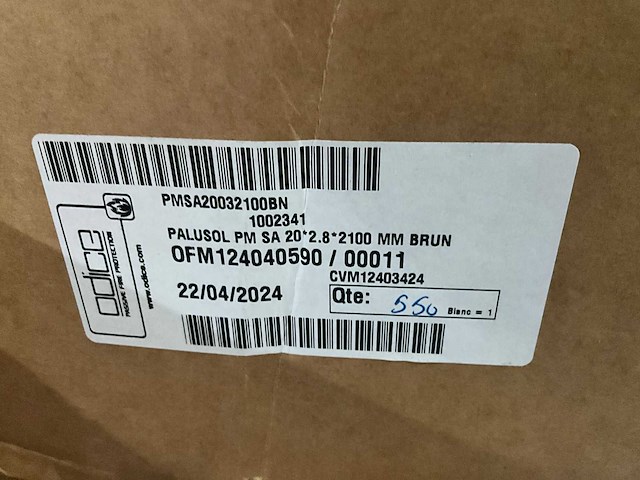 PMSA20032100BN
1002341
PALUSOL PM SA 20*2.8*2100 MM BRUN
OFM124040590 / 00011
CVM12403424
22/04/2024
Qte: 550 Blanc = 1
odice
PASSIVE FIRE PROTECTION
www.odice.com